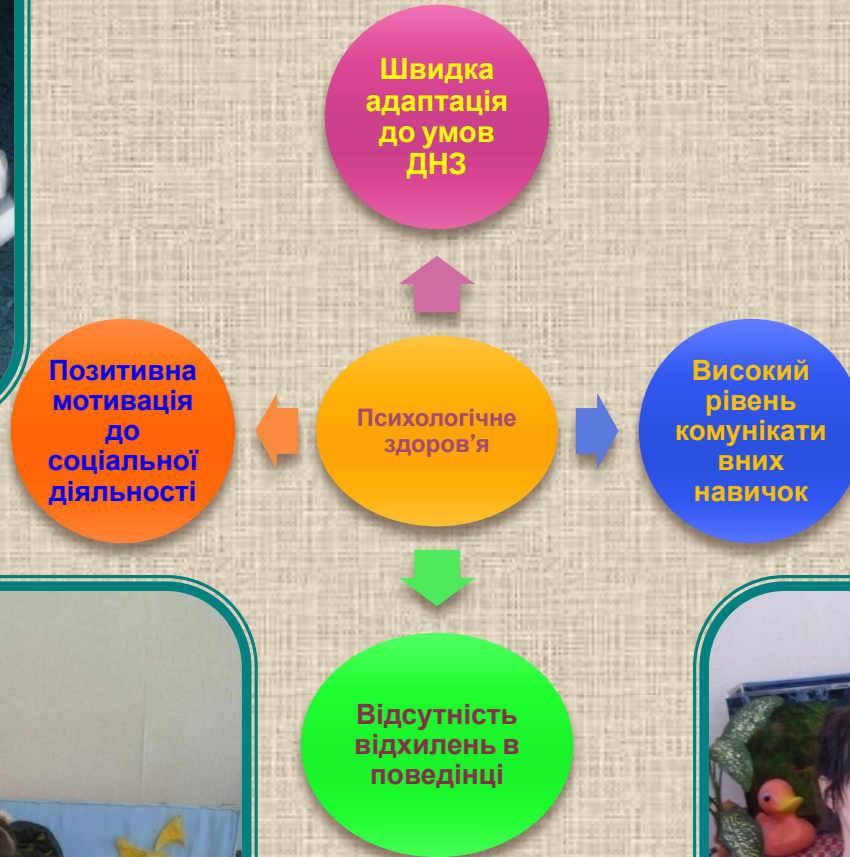 Швидка
адаптація
до умов
ДНЗ
Позитивна
мотивація
до
соціальної
діяльності
Психологічне
здоров'я
Високий
рівень
комунікати
вних
навичок
Відсутність
відхилень в
поведінці